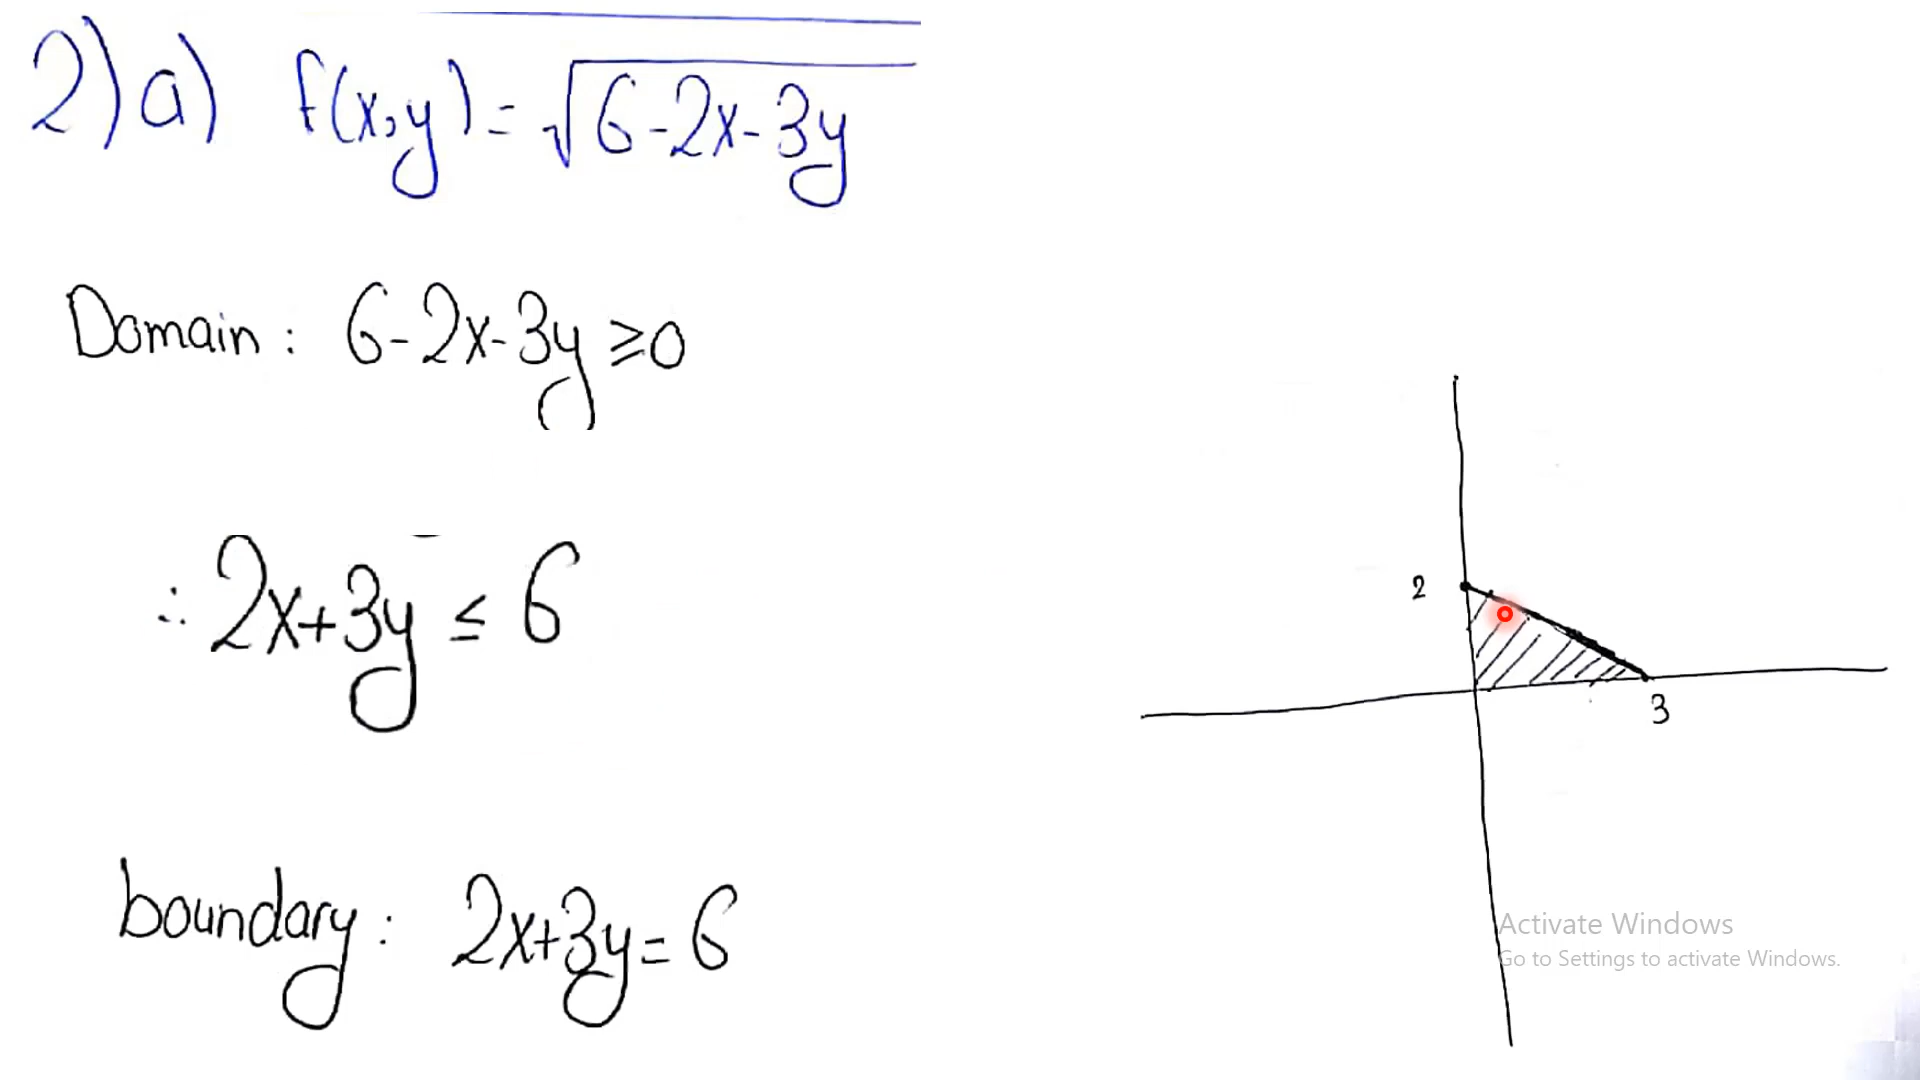 2) a) f(x,y) = √6-2x-3y
Domain : 6-2x-3y ≥0
∴ 2x+3y ≤ 6
boundary : 2x+3y = 6
2
3
Activate Windows
Go to Settings to activate Windows.